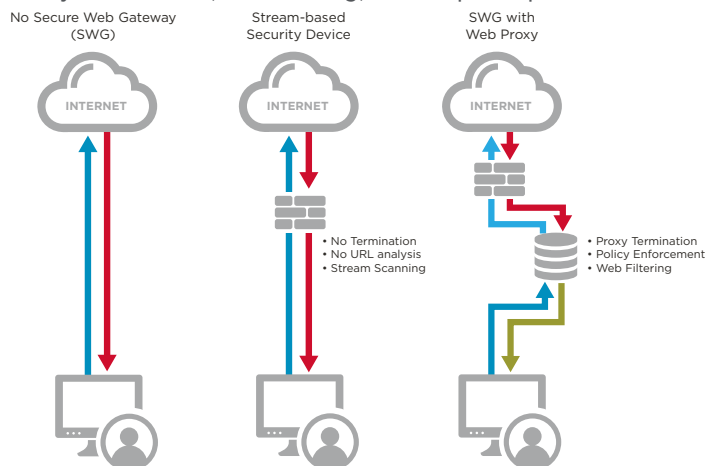 No Secure Web Gateway
(SWG)
Stream-based
Security Device
SWG with
Web Proxy
INTERNET
INTERNET
INTERNET
• No Termination
• No URL analysis
• Stream Scanning
• Proxy Termination
• Policy Enforcement
• Web Filtering